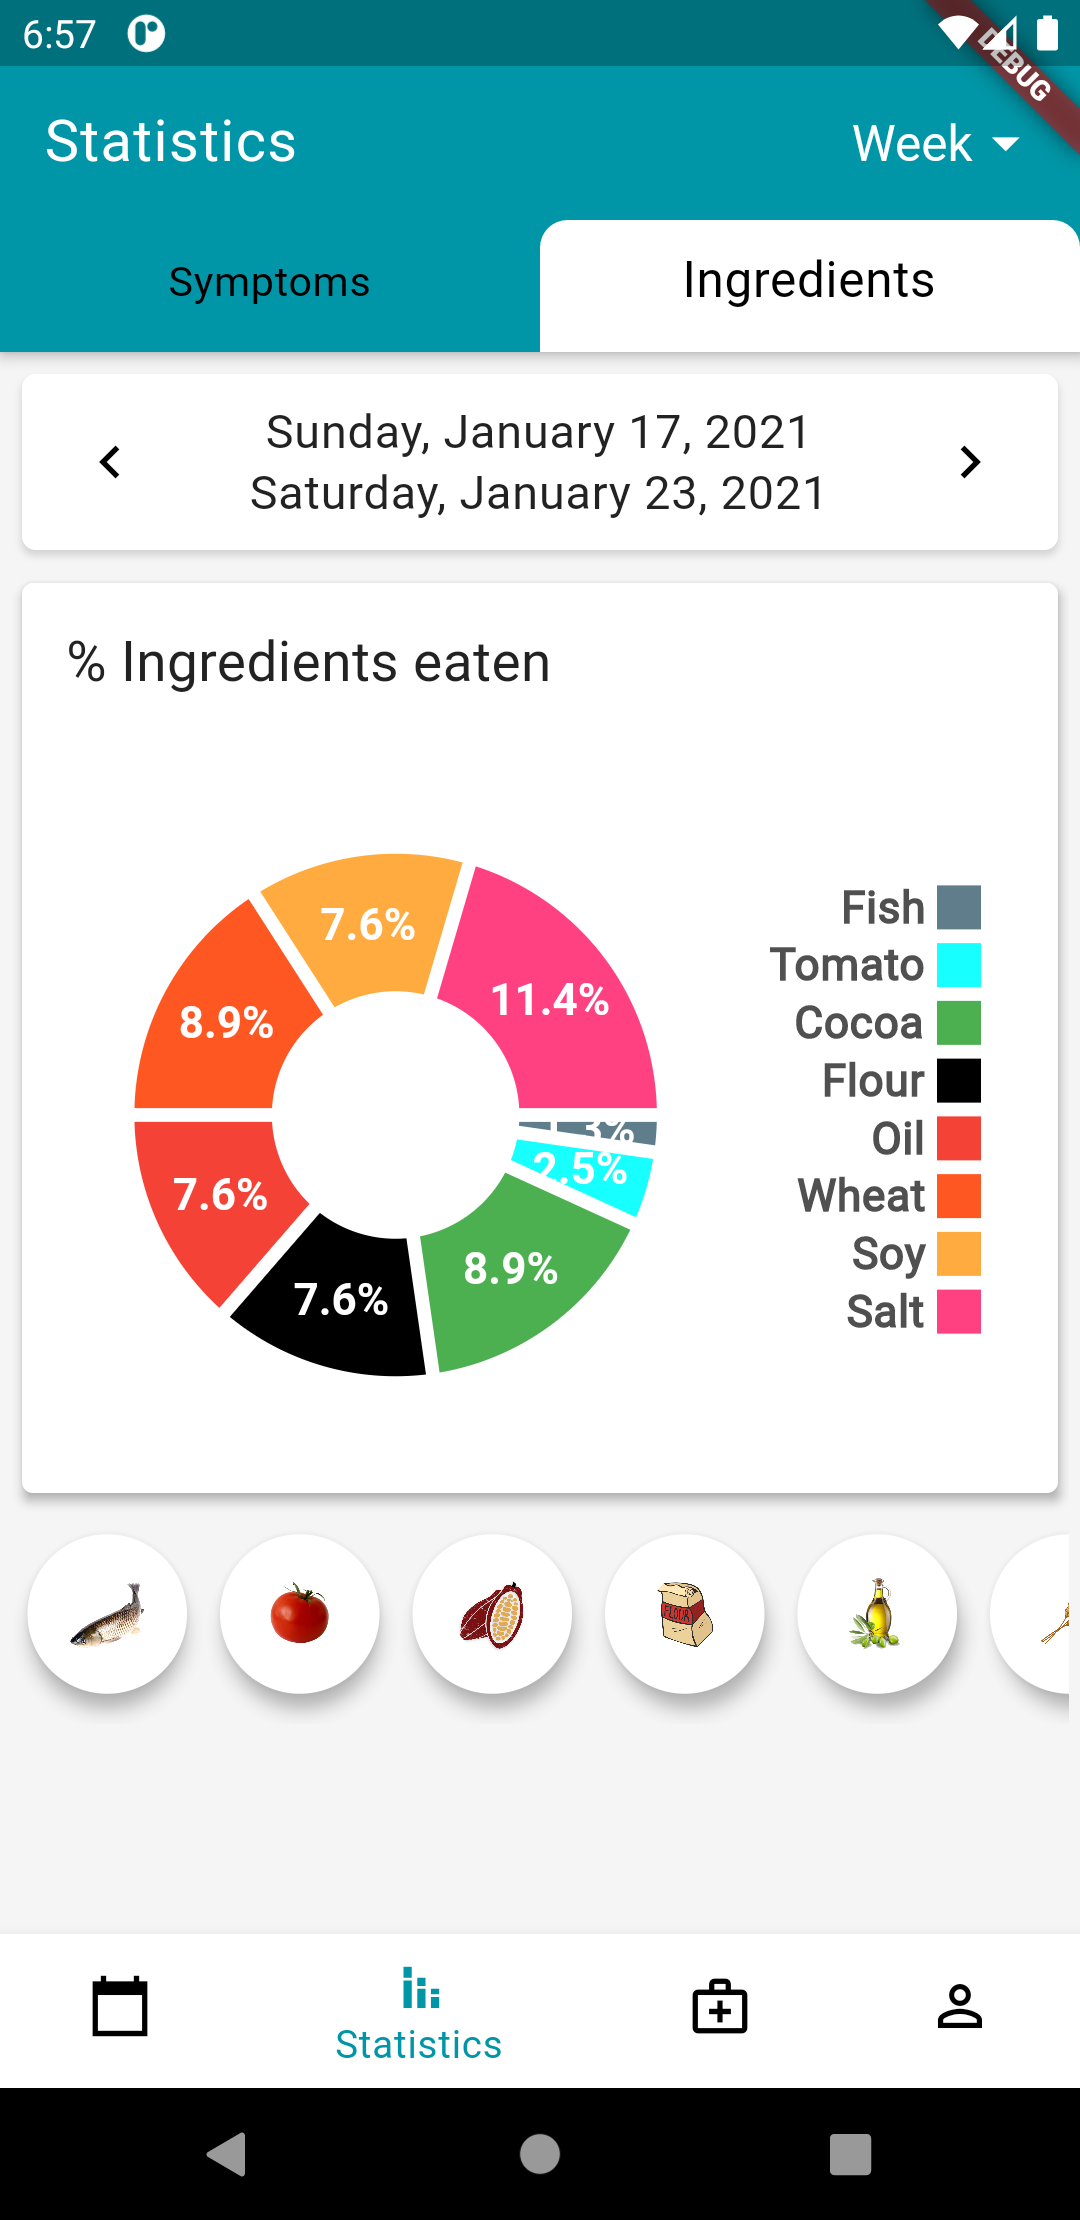 6:57
DEBUG
Statistics
Week
Symptoms
Ingredients
Sunday, January 17, 2021
Saturday, January 23, 2021
% Ingredients eaten
7.6%
11.4%
8.9%
1.3%
2.5%
7.6%
8.9%
7.6%
Fish
Tomato
Cocoa
Flour
Oil
Wheat
Soy
Salt
FLOUR
Statistics